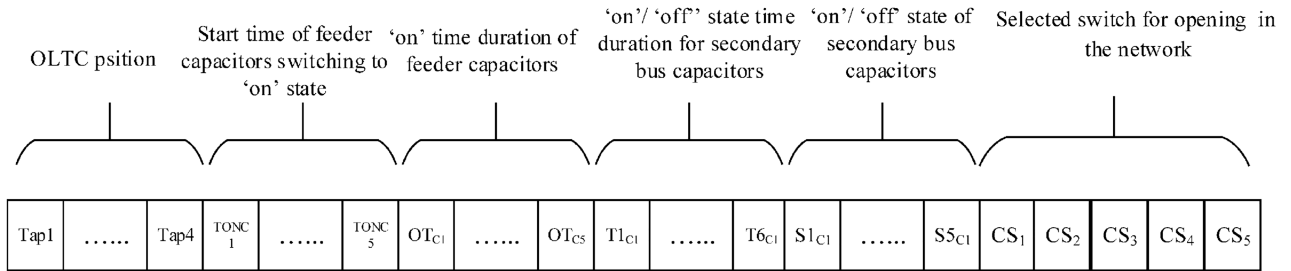 OLTC psition
Start time of feeder
capacitors switching to
‘on’ state
‘on’ time duration of
feeder capacitors
‘on’/ ‘off’’ state time
duration for secondary
bus capacitors
‘on’/ ‘off’ state of
secondary bus
capacitors
Selected switch for opening in
the network
Tap1 ...... Tap4 TONC 1 ...... TONC 5 OTC1 ...... OTC5 T1C1 ...... T6C1 S1C1 ...... S5C1 CS1 CS2 CS3 CS4 CS5